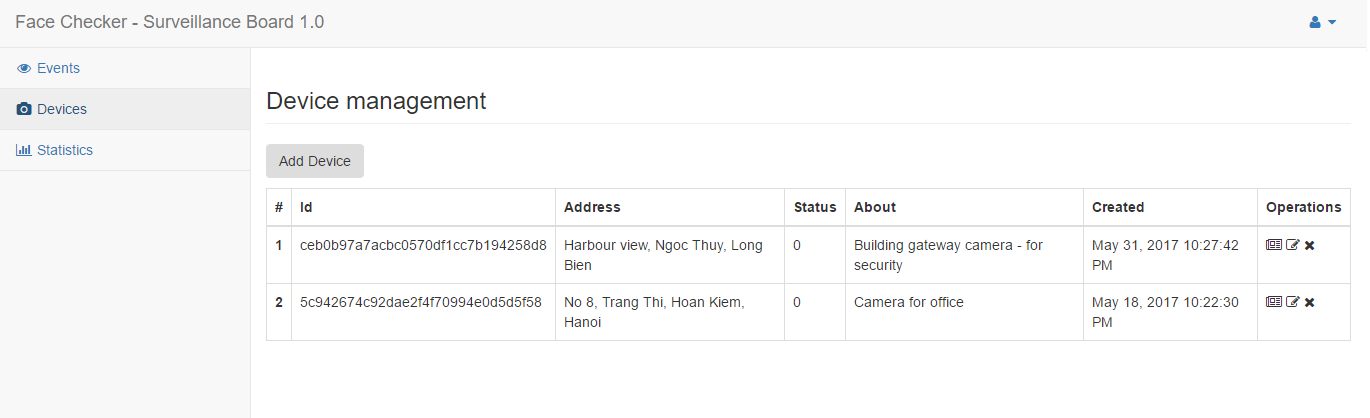 Face Checker - Surveillance Board 1.0
Events
Devices
Statistics
Device management
Add Device
# Id Address Status About Created Operations
1 ceb0b97a7acbc0570df1cc7b194258d8 Harbour view, Ngoc Thuy, Long 0 Building gateway camera - for May 31, 2017 10:27:42
Bien security PM
2 5c942674c92dae2f4f70994e0d5d5f58 No 8, Trang Thi, Hoan Kiem, 0 Camera for office May 18, 2017 10:22:30
Hanoi PM